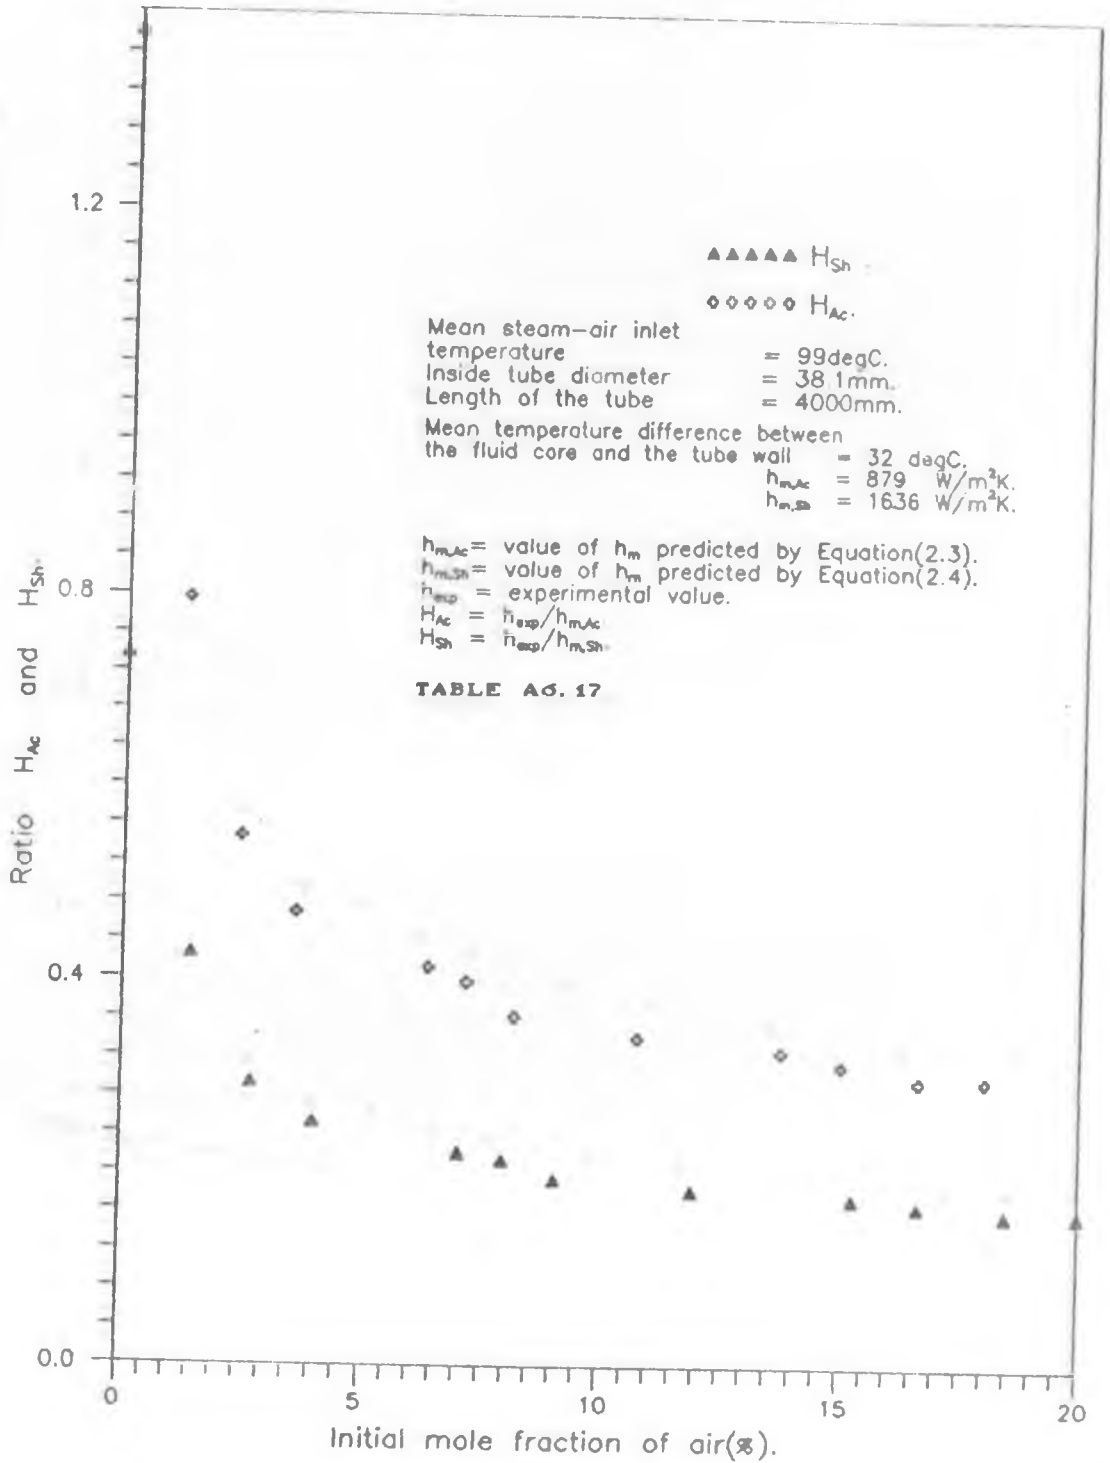 1.2
0.8
0.4
0.0
Ratio H_Ac and H_Sh.
▲▲▲▲▲ H_Sh
◇◇◇◇◇ H_Ac.
Mean steam-air inlet
temperature = 99degC.
Inside tube diameter = 38.1mm.
Length of the tube = 4000mm.
Mean temperature difference between
the fluid core and the tube wall = 32 degC.
h_m,Ac = 879 W/m²K.
h_m,Sh = 1636 W/m²K.
h_m,Ac = value of h_m predicted by Equation(2.3).
h_m,Sh = value of h_m predicted by Equation(2.4).
h_exp = experimental value.
H_Ac = h_exp/h_m,Ac
H_Sh = h_exp/h_m,Sh.
TABLE A6.17
0 5 10 15 20
Initial mole fraction of air(%).